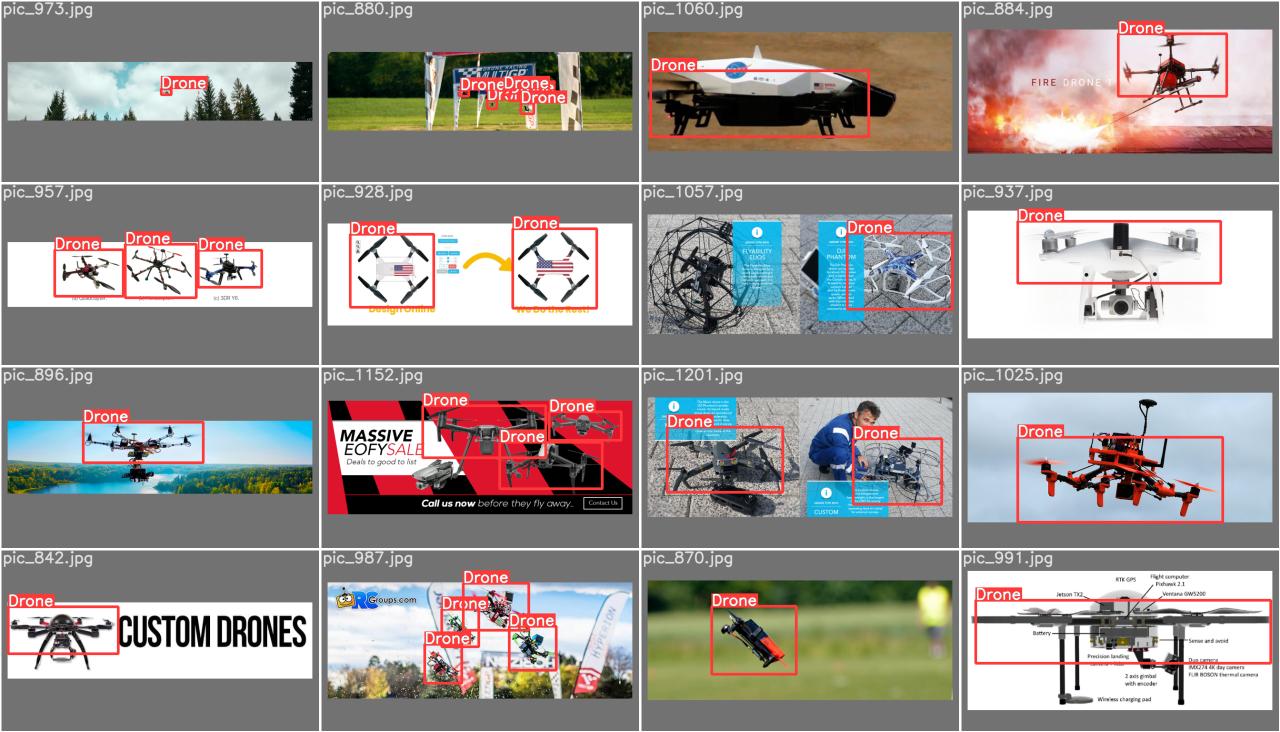 pic_973.jpg
Drone
pic_880.jpg
DRONE RACING
MULTIGP
Drone
Drone
Drone
pic_1060.jpg
Drone
pic_884.jpg
Drone
FIRE DRONE
pic_957.jpg
Drone
Drone
Drone
pic_928.jpg
Drone
Drone
Design Online
We Do the Rest!
pic_1057.jpg
Drone
FLYABILITY
ELIOS
DJI
PHANTOM
pic_937.jpg
Drone
pic_896.jpg
Drone
pic_1152.jpg
Drone
Drone
Drone
MASSIVE
EOFY SALE
Deals to good to list
Call us now before they fly away...
Contact Us
pic_1201.jpg
Drone
Drone
CUSTOM
pic_1025.jpg
Drone
pic_842.jpg
Drone
CUSTOM DRONES
pic_987.jpg
Drone
Drone
Drone
Drone
RCGroups.com
HYPERION
pic_870.jpg
Drone
pic_991.jpg
Drone
RTK GPS
Flight computer
Pixhawk 2.1
Jetson TX2
Ventana GW5200
Battery
Sense and avoid
Precision landing
Duo camera
IMX274 4K day camera
FLIR BOSON thermal camera
2 axis gimbal
with encoder
Wireless charging pad